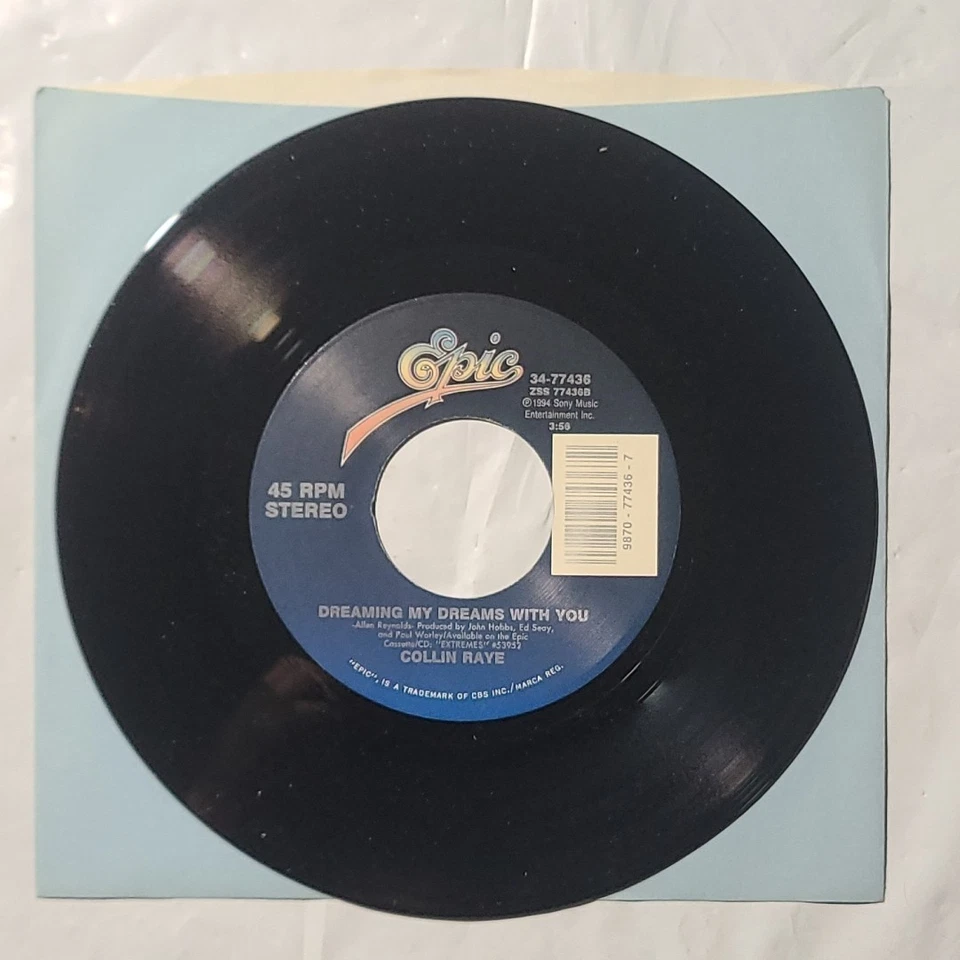 Epic
34-77436
ZSS 77436B
℗1994 Sony Music
Entertainment Inc.
3:56
45 RPM
STEREO
9870 - 77436 - 7
DREAMING MY DREAMS WITH YOU
-Allen Reynolds- Produced by John Hobbs, Ed Seay,
and Paul Worley/Available on the Epic
Cassette/CD: "EXTREMES" #53952
COLLIN RAYE
"EPIC", IS A TRADEMARK OF CBS INC./MARCA REG.